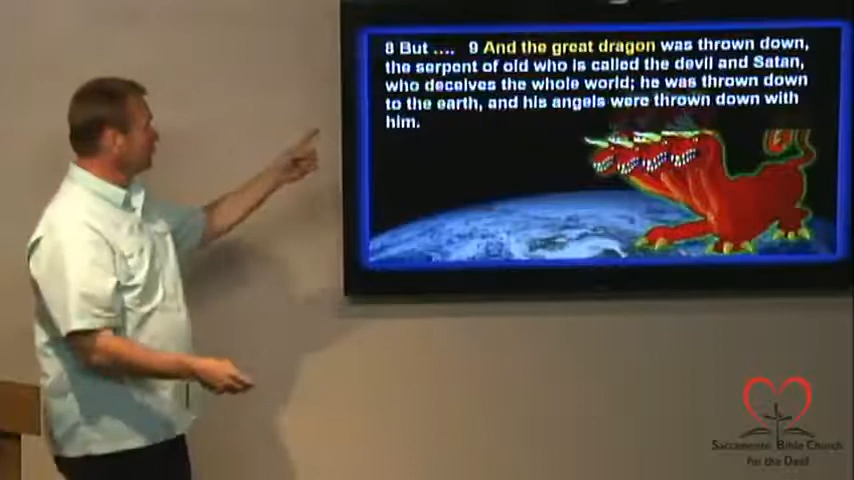 8 But .... 9 And the great dragon was thrown down,
the serpent of old who is called the devil and Satan,
who deceives the whole world; he was thrown down
to the earth, and his angels were thrown down with
him.
Sacramento Bible Church
for the Deaf